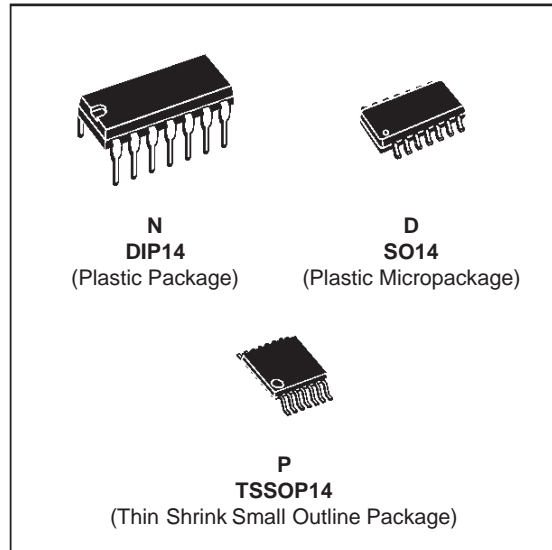 N
DIP14
(Plastic Package)
D
SO14
(Plastic Micropackage)
P
TSSOP14
(Thin Shrink Small Outline Package)